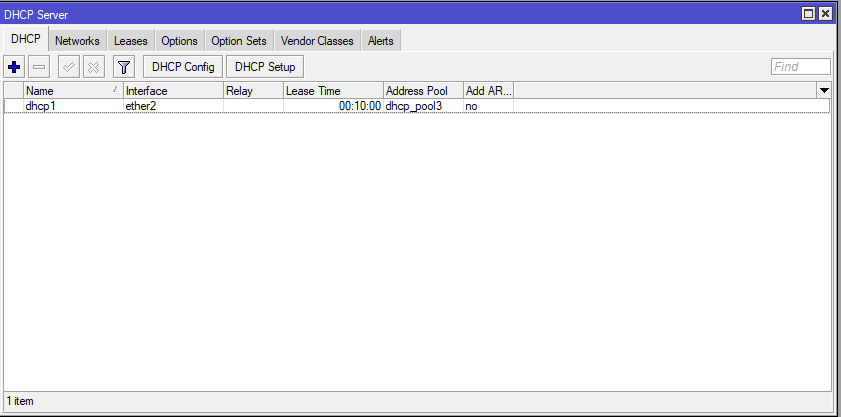 DHCP Server
DHCP Networks Leases Options Option Sets Vendor Classes Alerts
DHCP Config DHCP Setup Find
Name Interface Relay Lease Time Address Pool Add AR...
dhcp1 ether2 00:10:00 dhcp_pool3 no
1 item